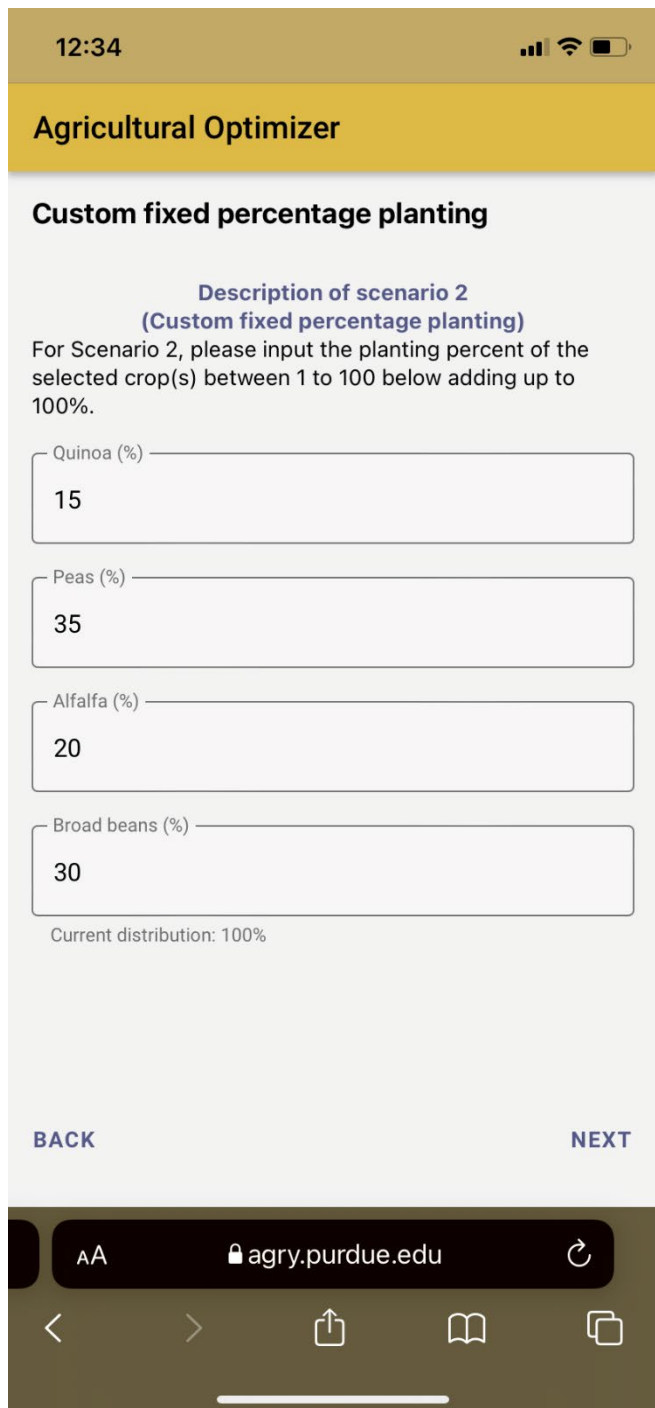 12:34
Agricultural Optimizer
Custom fixed percentage planting
Description of scenario 2
(Custom fixed percentage planting)
For Scenario 2, please input the planting percent of the
selected crop(s) between 1 to 100 below adding up to
100%.
Quinoa (%)
15
Peas (%)
35
Alfalfa (%)
20
Broad beans (%)
30
Current distribution: 100%
BACK
NEXT
AA
agry.purdue.edu